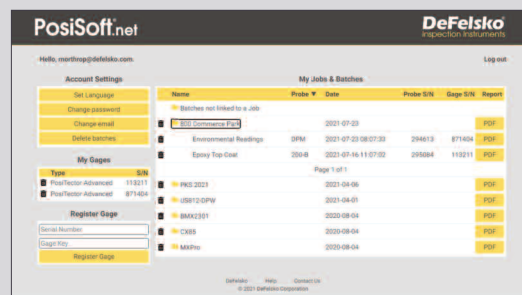 PosiSoft.net
DeFelsko
inspection instruments
Hello, morthrop@defelsko.com
Log out
Account Settings
Set Language
Change password
Change email
Delete batches
My Gages
Type S/N
PosiTector Advanced 113211
PosiTector Advanced 871404
Register Gage
Serial Number
Gage Key
Register Gage
My Jobs & Batches
Name Probe ▼ Date Probe S/N Gage S/N Report
Batches not linked to a Job
800 Commerce Park 2021-07-23 PDF
Environmental Readings DPM 2021-07-23 08:07:33 294613 871404 PDF
Epoxy Top Coat 200-B 2021-07-16 11:07:02 295084 113211 PDF
Page 1 of 1
PKS 2021 2021-04-06 PDF
US612-DPW 2021-04-01 PDF
BMX2301 2020-08-04 PDF
CX85 2020-08-04 PDF
MXPro 2020-08-04 PDF
DeFelsko Help Contact Us
© 2021 DeFelsko Corporation